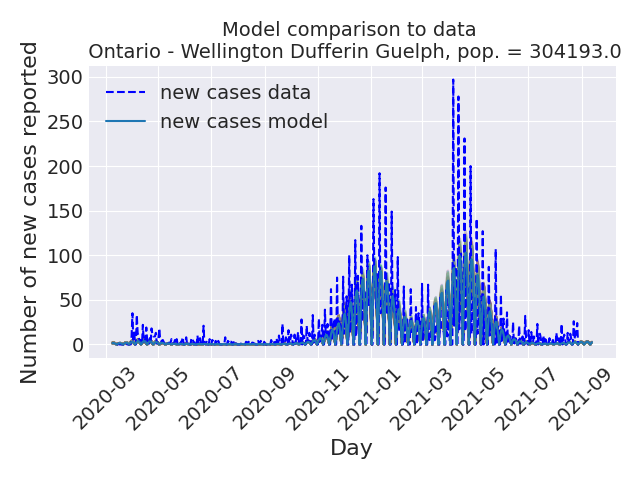 Model comparison to data
Ontario - Wellington Dufferin Guelph, pop. = 304193.0
Number of new cases reported
300
250
200
150
100
50
0
new cases data
new cases model
2020-03
2020-05
2020-07
2020-09
2020-11
2021-01
2021-03
2021-05
2021-07
2021-09
Day